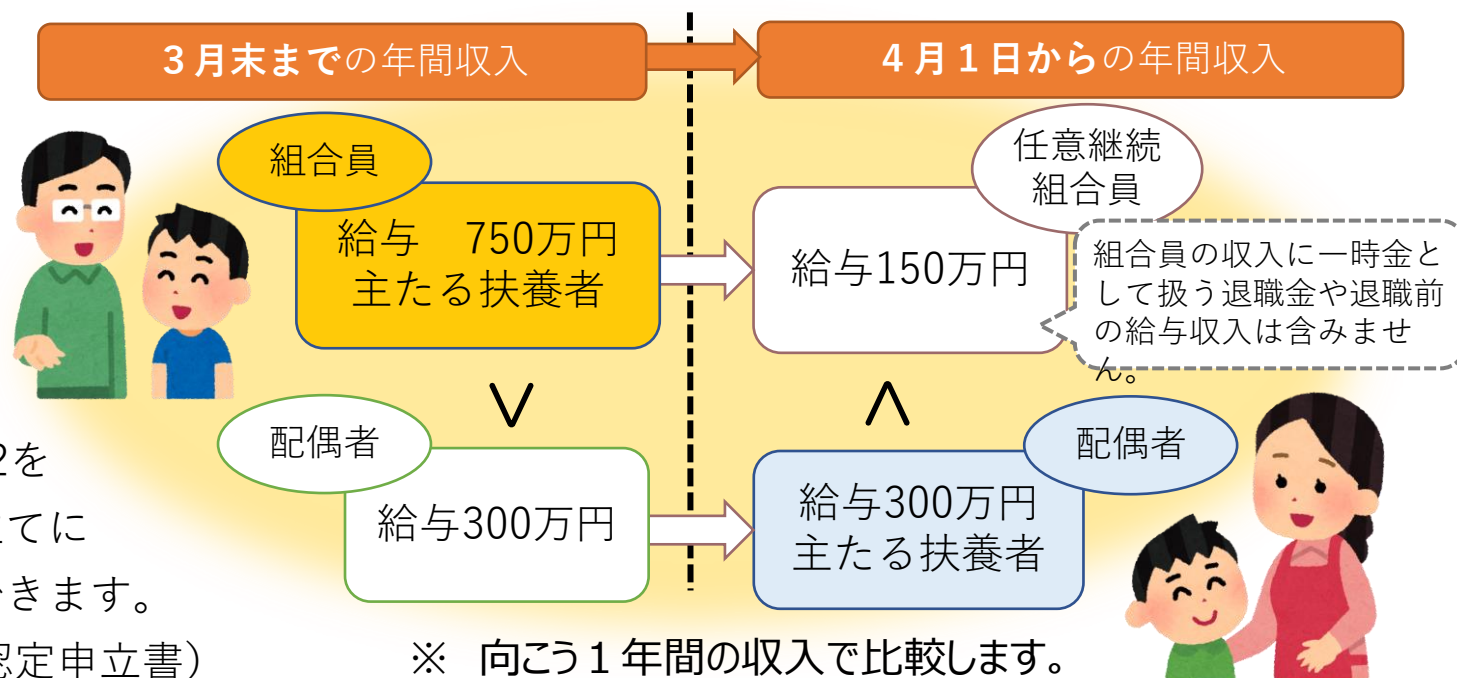 ３月末までの年間収入
４月１日からの年間収入
組合員
給与　750万円
主たる扶養者
任意継続
組合員
給与150万円
組合員の収入に一時金と
して扱う退職金や退職前
の給与収入は含みませ
ん。
＞
＜
配偶者
給与300万円
配偶者
給与300万円
主たる扶養者
2を
てに
きます。
認定申立書）
※　向こう１年間の収入で比較します。